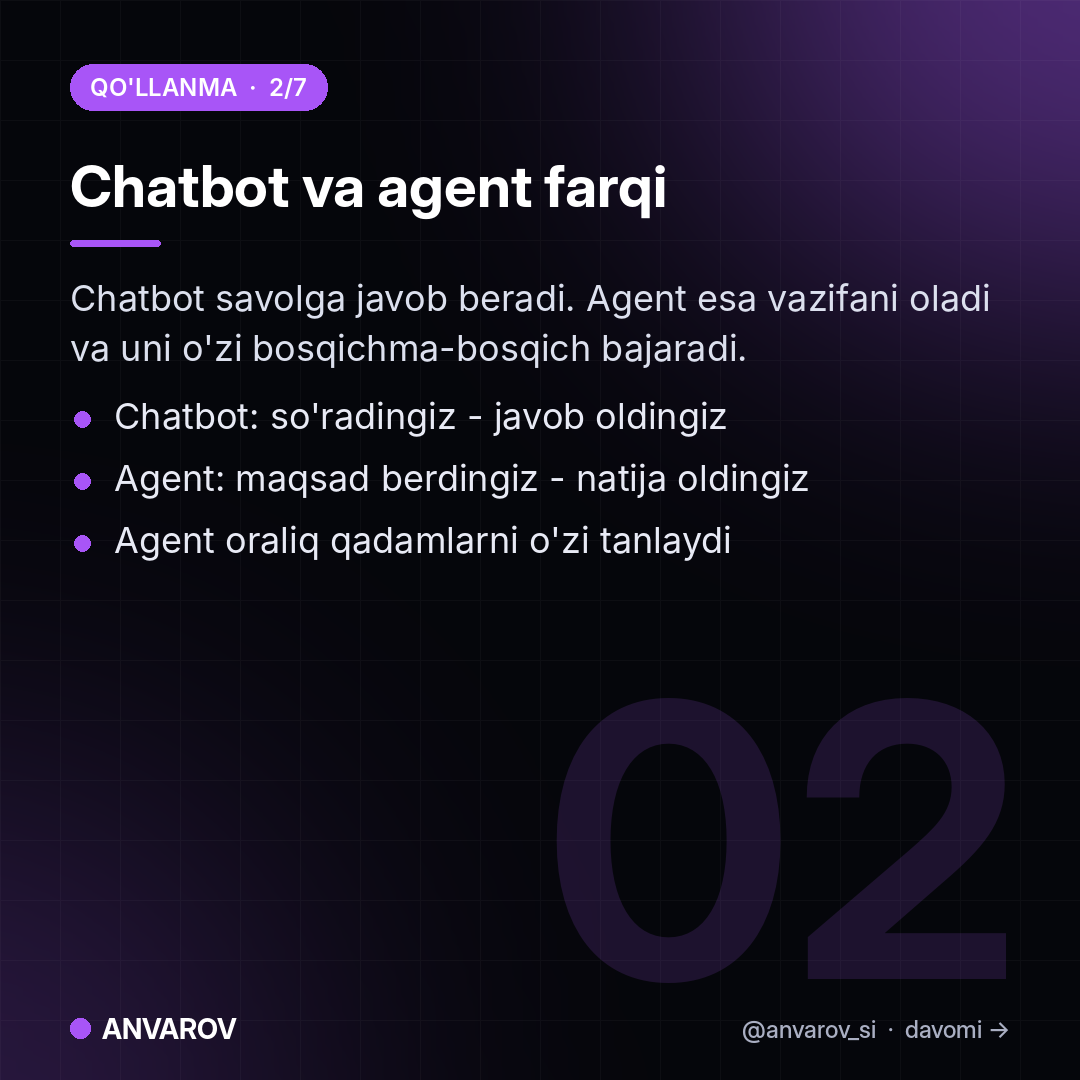 QO'LLANMA · 2/7
Chatbot va agent farqi
Chatbot savolga javob beradi. Agent esa vazifani oladi
va uni o'zi bosqichma-bosqich bajaradi.
Chatbot: so'radingiz - javob oldingiz
Agent: maqsad berdingiz - natija oldingiz
Agent oraliq qadamlarni o'zi tanlaydi
02
ANVAROV
@anvarov_si · davomi →